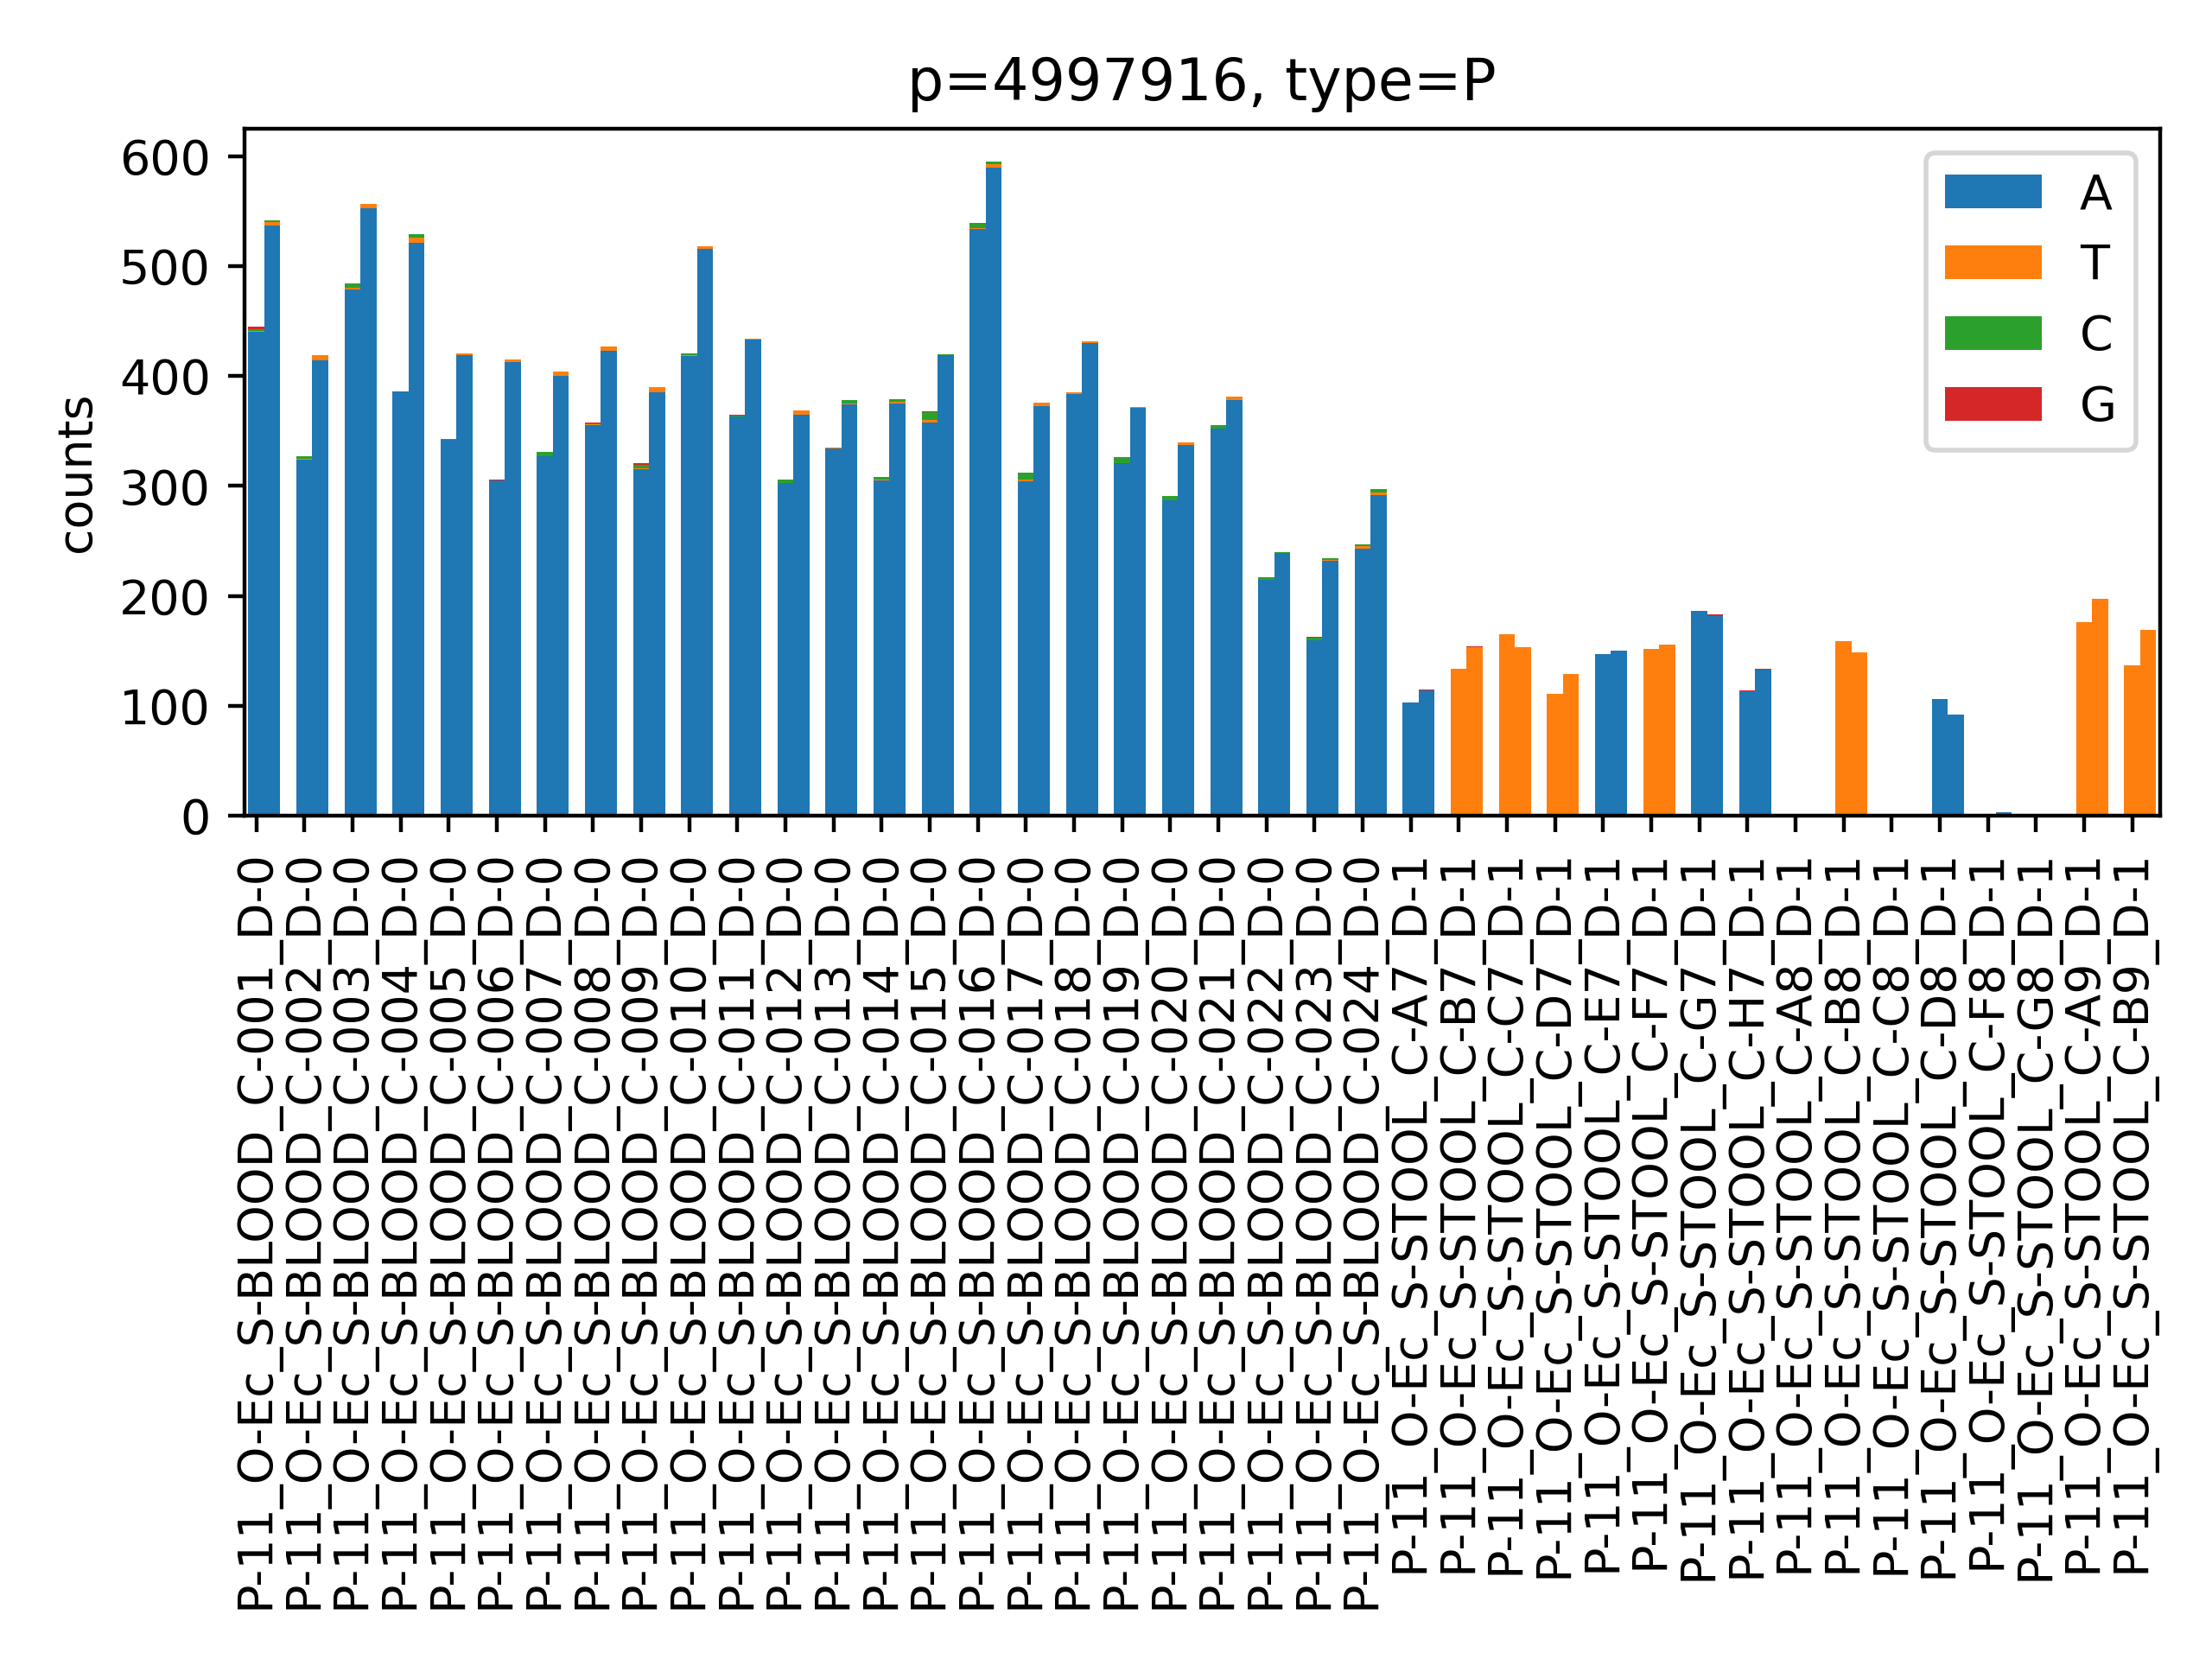 p=4997916, type=P
counts
600
500
400
300
200
100
0
A
T
C
G
P-11_O-Ec_S-BLOOD_C-001_D-0
P-11_O-Ec_S-BLOOD_C-002_D-0
P-11_O-Ec_S-BLOOD_C-003_D-0
P-11_O-Ec_S-BLOOD_C-004_D-0
P-11_O-Ec_S-BLOOD_C-005_D-0
P-11_O-Ec_S-BLOOD_C-006_D-0
P-11_O-Ec_S-BLOOD_C-007_D-0
P-11_O-Ec_S-BLOOD_C-008_D-0
P-11_O-Ec_S-BLOOD_C-009_D-0
P-11_O-Ec_S-BLOOD_C-010_D-0
P-11_O-Ec_S-BLOOD_C-011_D-0
P-11_O-Ec_S-BLOOD_C-012_D-0
P-11_O-Ec_S-BLOOD_C-013_D-0
P-11_O-Ec_S-BLOOD_C-014_D-0
P-11_O-Ec_S-BLOOD_C-015_D-0
P-11_O-Ec_S-BLOOD_C-016_D-0
P-11_O-Ec_S-BLOOD_C-017_D-0
P-11_O-Ec_S-BLOOD_C-018_D-0
P-11_O-Ec_S-BLOOD_C-019_D-0
P-11_O-Ec_S-BLOOD_C-020_D-0
P-11_O-Ec_S-BLOOD_C-021_D-0
P-11_O-Ec_S-BLOOD_C-022_D-0
P-11_O-Ec_S-BLOOD_C-023_D-0
P-11_O-Ec_S-BLOOD_C-024_D-0
P-11_O-Ec_S-STOOL_C-A7_D-1
P-11_O-Ec_S-STOOL_C-B7_D-1
P-11_O-Ec_S-STOOL_C-C7_D-1
P-11_O-Ec_S-STOOL_C-D7_D-1
P-11_O-Ec_S-STOOL_C-E7_D-1
P-11_O-Ec_S-STOOL_C-F7_D-1
P-11_O-Ec_S-STOOL_C-G7_D-1
P-11_O-Ec_S-STOOL_C-H7_D-1
P-11_O-Ec_S-STOOL_C-A8_D-1
P-11_O-Ec_S-STOOL_C-B8_D-1
P-11_O-Ec_S-STOOL_C-C8_D-1
P-11_O-Ec_S-STOOL_C-D8_D-1
P-11_O-Ec_S-STOOL_C-F8_D-1
P-11_O-Ec_S-STOOL_C-G8_D-1
P-11_O-Ec_S-STOOL_C-A9_D-1
P-11_O-Ec_S-STOOL_C-B9_D-1